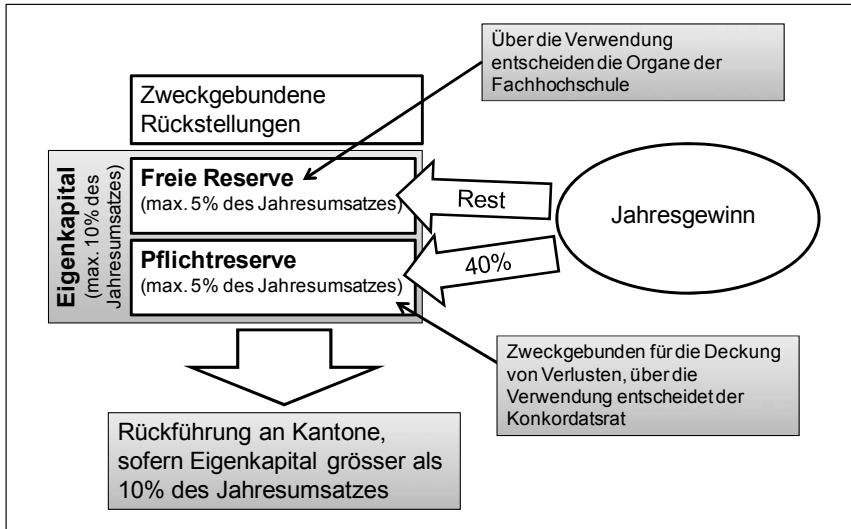 Über die Verwendung
entscheiden die Organe der
Fachhochschule
Zweckgebundene
Rückstellungen
Eigenkapital
(max. 10% des
Jahresumsatzes)
Freie Reserve
(max. 5% des Jahresumsatzes)
Rest
Jahresgewinn
Pflichtreserve
(max. 5% des Jahresumsatzes)
40%
Zweckgebunden für die Deckung
von Verlusten, über die
Verwendung entscheidet der
Konkordatsrat
Rückführung an Kantone,
sofern Eigenkapital grösser als
10% des Jahresumsatzes